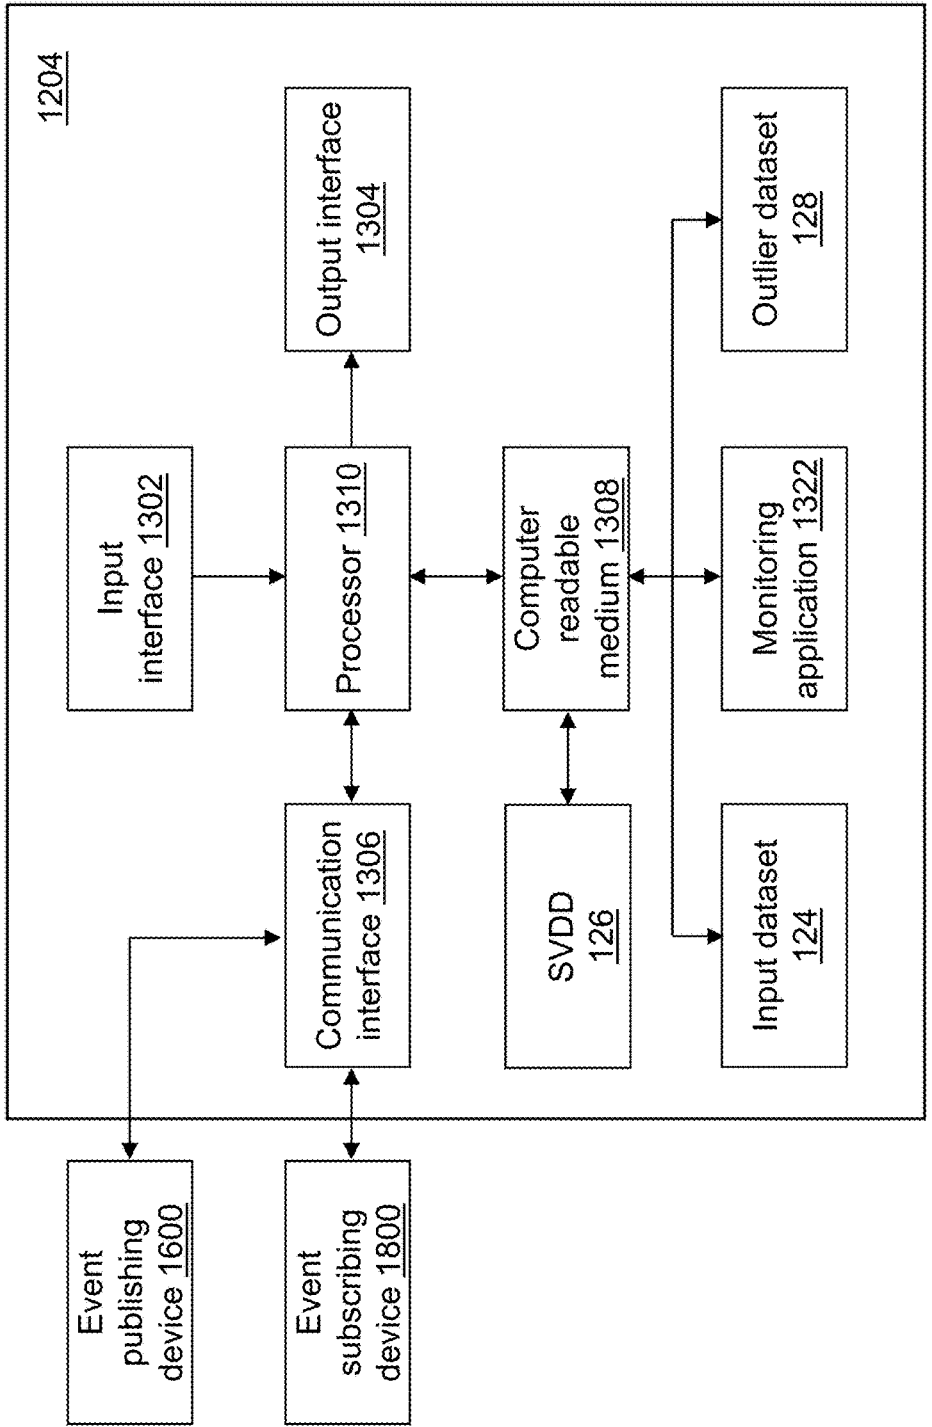 1204
Event
publishing
device 1600
Input
interface 1302
Event
subscribing
device 1800
Communication
interface 1306
Processor 1310
Output interface
1304
SVDD
126
Computer
readable
medium 1308
Input dataset
124
Monitoring
application 1322
Outlier dataset
128